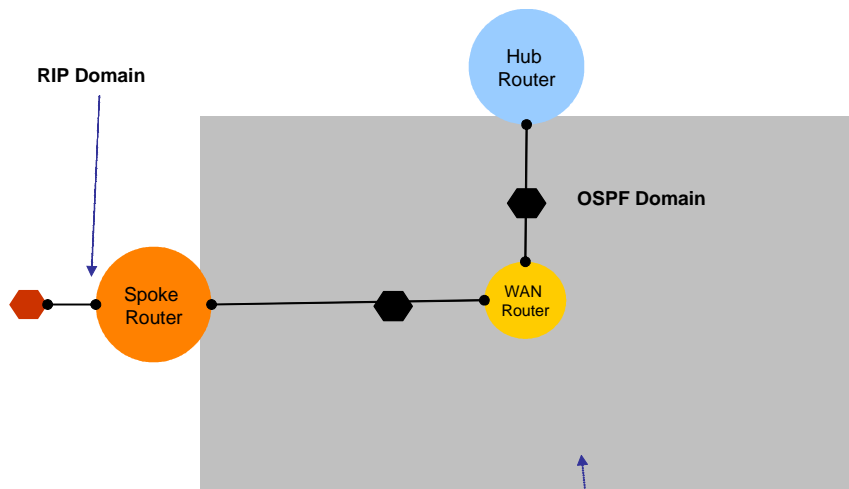 Hub
Router
RIP Domain
OSPF Domain
Spoke
Router
WAN
Router